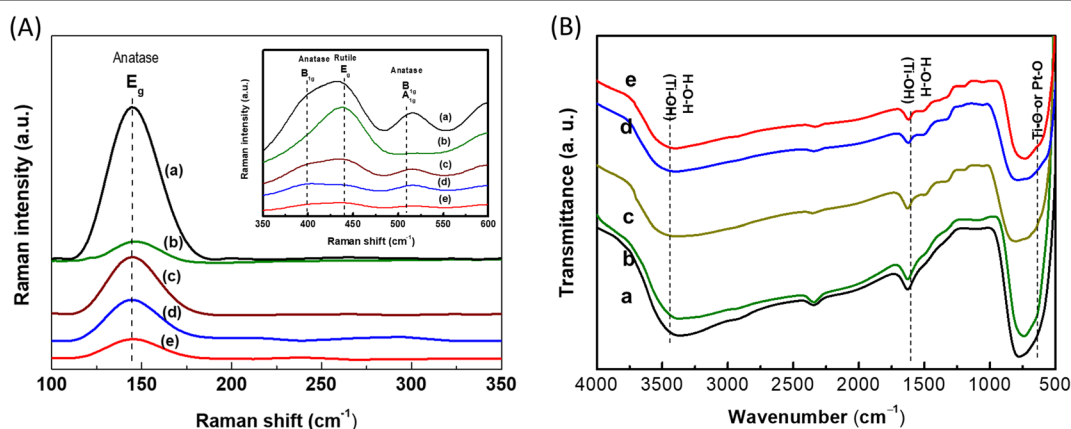 (A)
Anatase
Eg
Raman intensity (a.u.)
(a)
(b)
(c)
(d)
(e)
100 150 200 250 300 350
Raman shift (cm-1)
Anatase Rutile Anatase
B1g Eg B1g
A1g
Raman intensity (a.u.)
(a)
(b)
(c)
(d)
(e)
350 400 450 500 550 600
Raman shift (cm-1)
(B)
Transmittance (a. u.)
e
d
c
b
a
H-O-H
(Ti-OH)
H-O-H
(Ti-OH)
Ti-O-or Pt-O
4000 3500 3000 2500 2000 1500 1000 500
Wavenumber (cm−1)